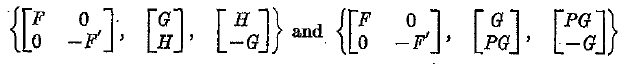 {[F 0 0 -F′], [G H], [H -G]} and {[F 0 0 -F′], [G PG], [PG -G]}